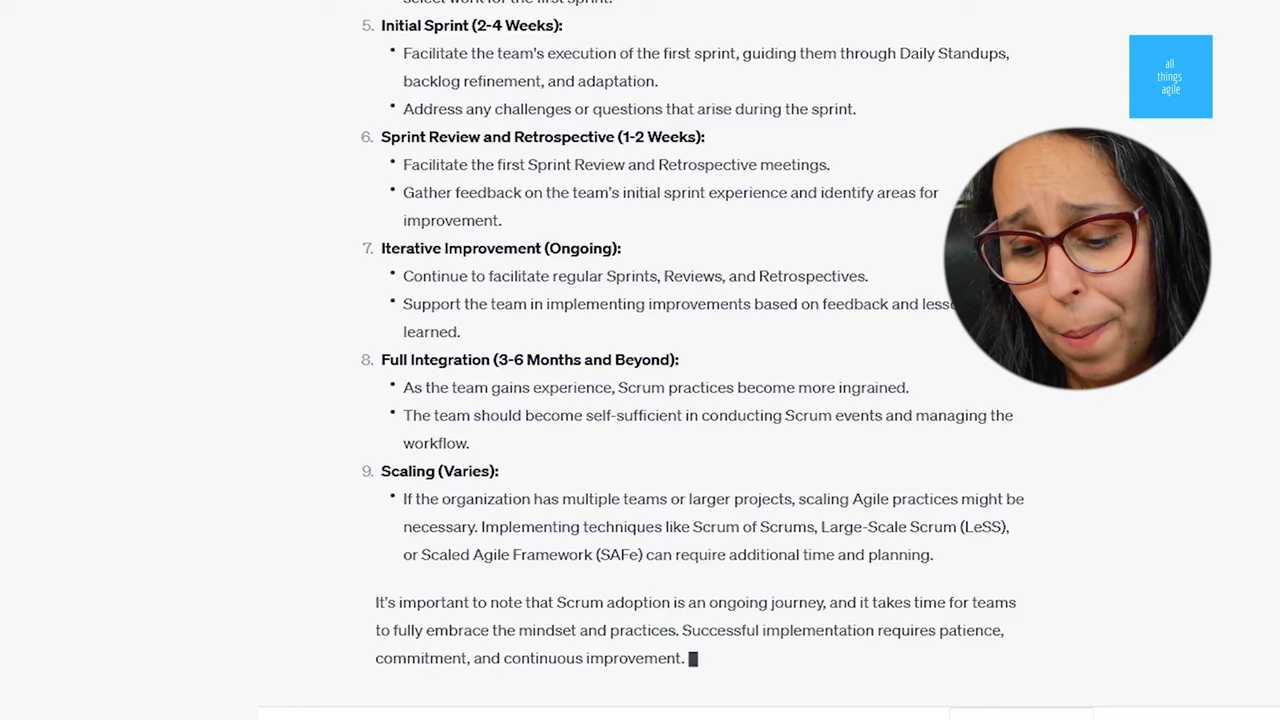 5. Initial Sprint (2-4 Weeks):
• Facilitate the team's execution of the first sprint, guiding them through Daily Standups,
backlog refinement, and adaptation.
• Address any challenges or questions that arise during the sprint.
6. Sprint Review and Retrospective (1-2 Weeks):
• Facilitate the first Sprint Review and Retrospective meetings.
• Gather feedback on the team's initial sprint experience and identify areas for
improvement.
7. Iterative Improvement (Ongoing):
• Continue to facilitate regular Sprints, Reviews, and Retrospectives.
• Support the team in implementing improvements based on feedback and
learned.
8. Full Integration (3-6 Months and Beyond):
• As the team gains experience, Scrum practices become more ingrained.
• The team should become self-sufficient in conducting Scrum events and managing the
workflow.
9. Scaling (Varies):
• If the organization has multiple teams or larger projects, scaling Agile practices might be
necessary. Implementing techniques like Scrum of Scrums, Large-Scale Scrum (LeSS),
or Scaled Agile Framework (SAFe) can require additional time and planning.
It's important to note that Scrum adoption is an ongoing journey, and it takes time for teams
to fully embrace the mindset and practices. Successful implementation requires patience,
commitment, and continuous improvement.
all
things
agile